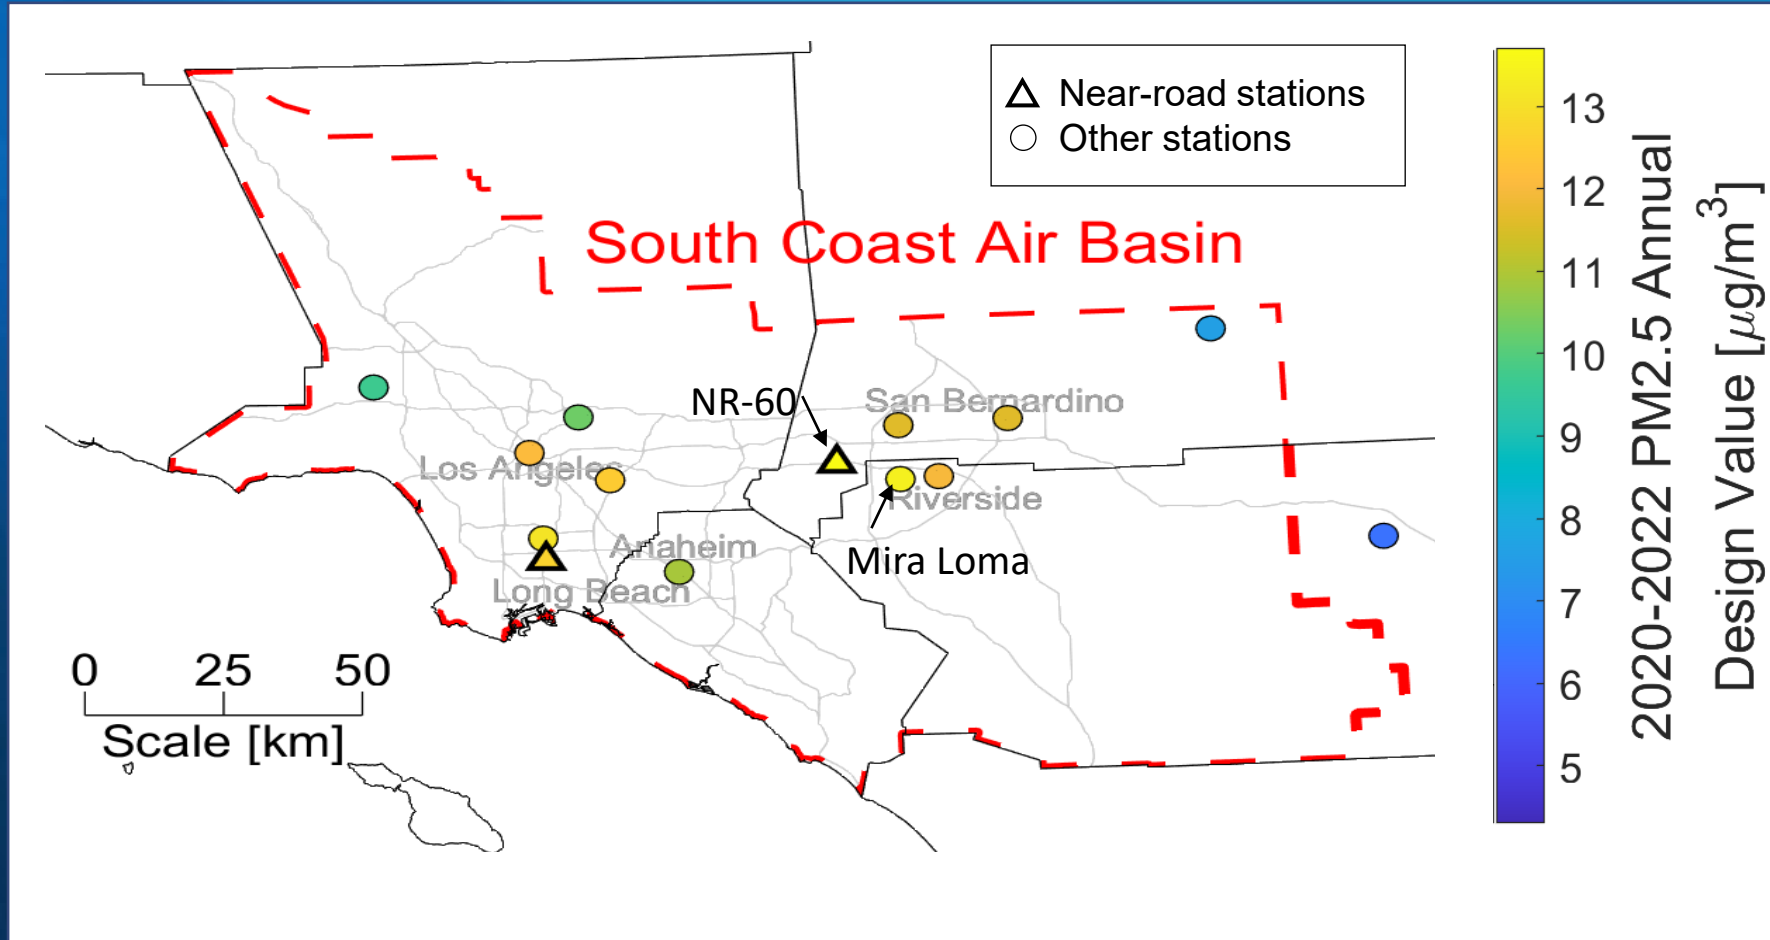 Near-road stations
Other stations
South Coast Air Basin
NR-60
San Bernardino
Los Angeles
Riverside
Anaheim
Mira Loma
Long Beach
0 25 50
Scale [km]
13
12
11
10
9
8
7
6
5
2020-2022 PM2.5 Annual
Design Value [μg/m³]